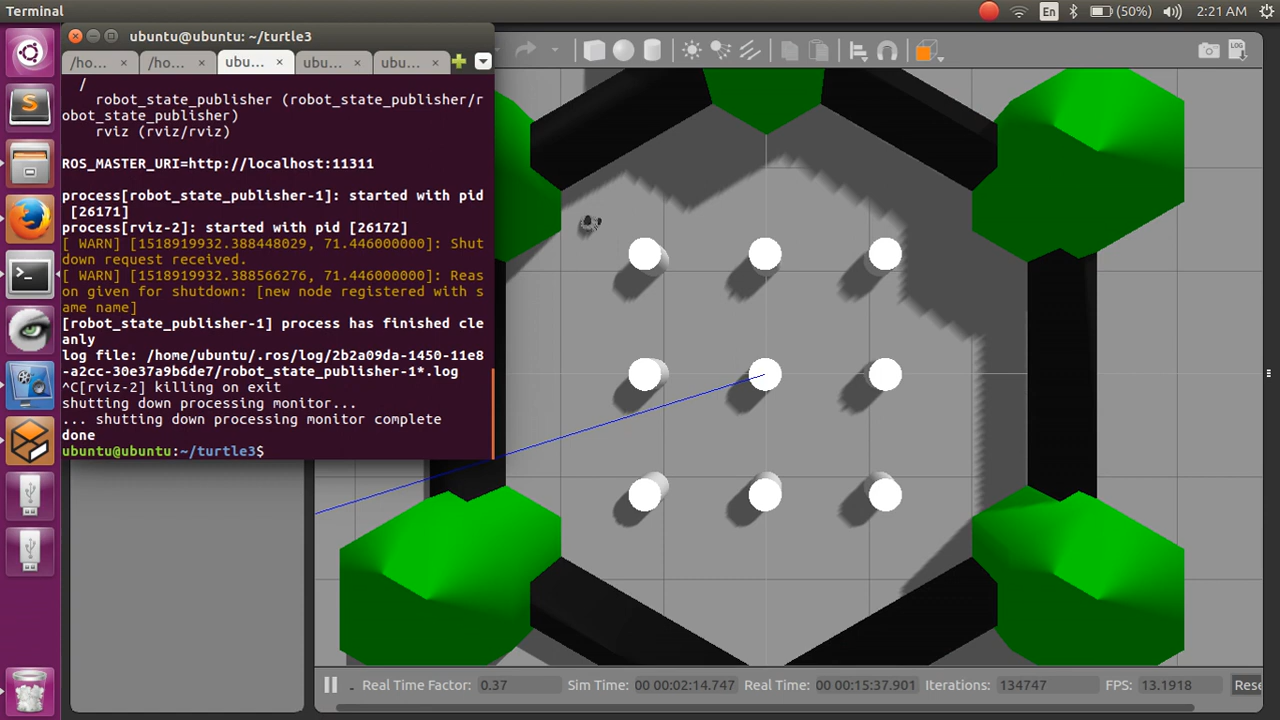 Terminal
En
(50%)
2:21 AM
ubuntu@ubuntu: ~/turtle3
/ho...
/ho...
ubu...
ubu...
ubu...
LOG
/
robot_state_publisher (robot_state_publisher/r
obot_state_publisher)
rviz (rviz/rviz)
ROS_MASTER_URI=http://localhost:11311
process[robot_state_publisher-1]: started with pid
[26171]
process[rviz-2]: started with pid [26172]
[ WARN] [1518919932.388448029, 71.446000000]: Shut
down request received.
[ WARN] [1518919932.388566276, 71.446000000]: Reas
on given for shutdown: [new node registered with s
ame name]
[robot_state_publisher-1] process has finished cle
anly
log file: /home/ubuntu/.ros/log/2b2a09da-1450-11e8
-a2cc-30e37a9b6de7/robot_state_publisher-1*.log
^C[rviz-2] killing on exit
shutting down processing monitor...
... shutting down processing monitor complete
done
ubuntu@ubuntu:~/turtle3$
Real Time Factor: 0.37 Sim Time: 00 00:02:14.747 Real Time: 00 00:15:37.901 Iterations: 134747 FPS: 13.1918 Rese